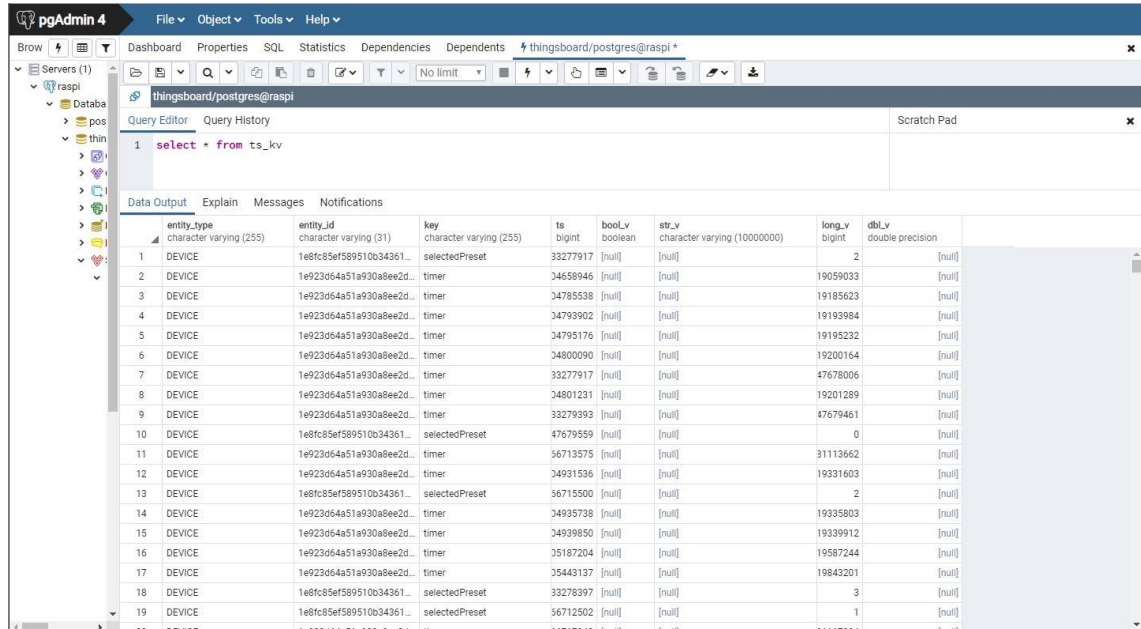 pgAdmin 4 File Object Tools Help
Brow Dashboard Properties SQL Statistics Dependencies Dependents thingsboard/postgres@raspi * x
Servers (1)
raspi
Databa
pos
thin
No limit
thingsboard/postgres@raspi
Query Editor Query History Scratch Pad x
1 select * from ts_kv
Data Output Explain Messages Notifications
entity_type entity_id key ts bool_v str_v long_v dbl_v
character varying (255) character varying (31) character varying (255) bigint boolean character varying (10000000) bigint double precision
1 DEVICE 1e8fc85ef589510b34361... selectedPreset 33277917 [null] [null] 2 [null]
2 DEVICE 1e923d64a51a930a8ee2d... timer 04658946 [null] [null] 19059033 [null]
3 DEVICE 1e923d64a51a930a8ee2d... timer 04785538 [null] [null] 19185623 [null]
4 DEVICE 1e923d64a51a930a8ee2d... timer 04793902 [null] [null] 19193984 [null]
5 DEVICE 1e923d64a51a930a8ee2d... timer 04795176 [null] [null] 19195232 [null]
6 DEVICE 1e923d64a51a930a8ee2d... timer 04800090 [null] [null] 19200164 [null]
7 DEVICE 1e923d64a51a930a8ee2d... timer 33277917 [null] [null] 47678006 [null]
8 DEVICE 1e923d64a51a930a8ee2d... timer 04801231 [null] [null] 19201289 [null]
9 DEVICE 1e923d64a51a930a8ee2d... timer 33279393 [null] [null] 47679461 [null]
10 DEVICE 1e8fc85ef589510b34361... selectedPreset 47679559 [null] [null] 0 [null]
11 DEVICE 1e923d64a51a930a8ee2d... timer 66713575 [null] [null] 81113662 [null]
12 DEVICE 1e923d64a51a930a8ee2d... timer 04931536 [null] [null] 19331603 [null]
13 DEVICE 1e8fc85ef589510b34361... selectedPreset 66715500 [null] [null] 2 [null]
14 DEVICE 1e923d64a51a930a8ee2d... timer 04935738 [null] [null] 19335803 [null]
15 DEVICE 1e923d64a51a930a8ee2d... timer 04939850 [null] [null] 19339912 [null]
16 DEVICE 1e923d64a51a930a8ee2d... timer 05187204 [null] [null] 19587244 [null]
17 DEVICE 1e923d64a51a930a8ee2d... timer 05443137 [null] [null] 19843201 [null]
18 DEVICE 1e8fc85ef589510b34361... selectedPreset 33278397 [null] [null] 3 [null]
19 DEVICE 1e8fc85ef589510b34361... selectedPreset 66712502 [null] [null] 1 [null]